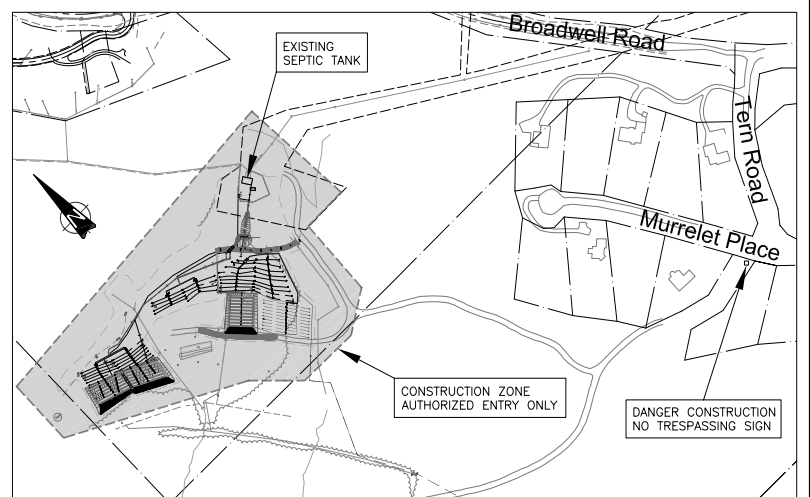 Broadwell Road
EXISTING
SEPTIC TANK
Tern Road
Murrelet Place
N
CONSTRUCTION ZONE
AUTHORIZED ENTRY ONLY
DANGER CONSTRUCTION
NO TRESPASSING SIGN